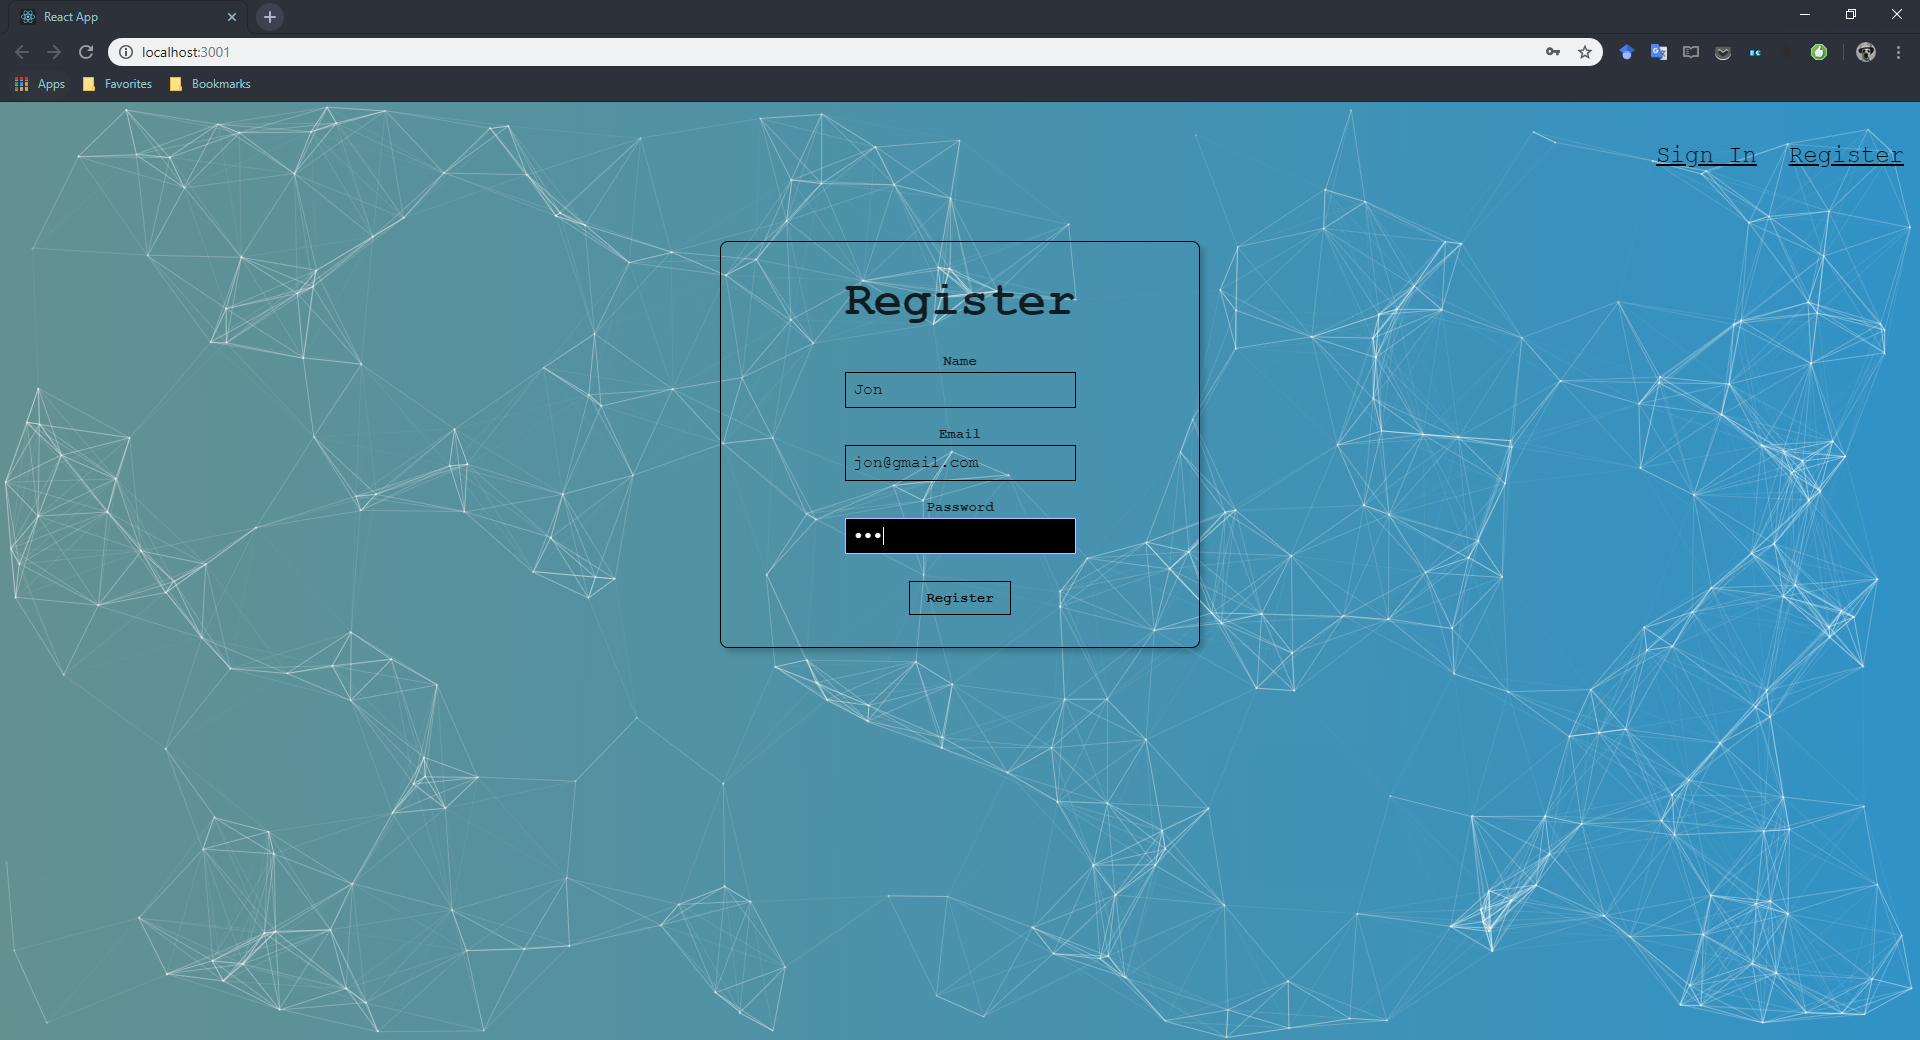 React App
localhost:3001
Apps Favorites Bookmarks
Sign In Register
Register
Name
Jon
Email
jon@gmail.com
Password
•••
Register